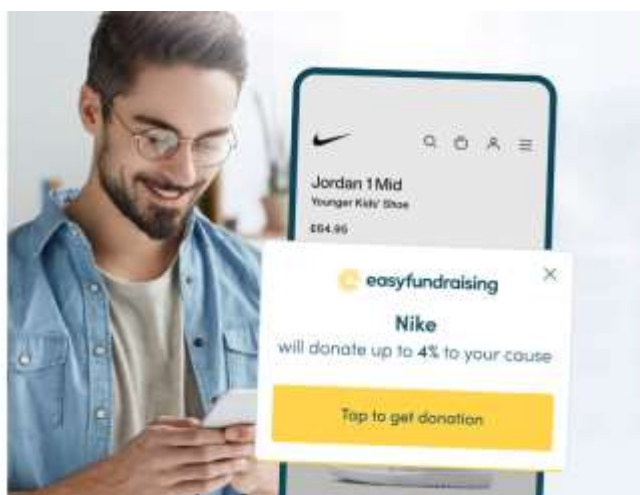 Jordan 1 Mid
Younger Kids' Shoe
£64.95
easyfundraising
Nike
will donate up to 4% to your cause
Tap to get donation